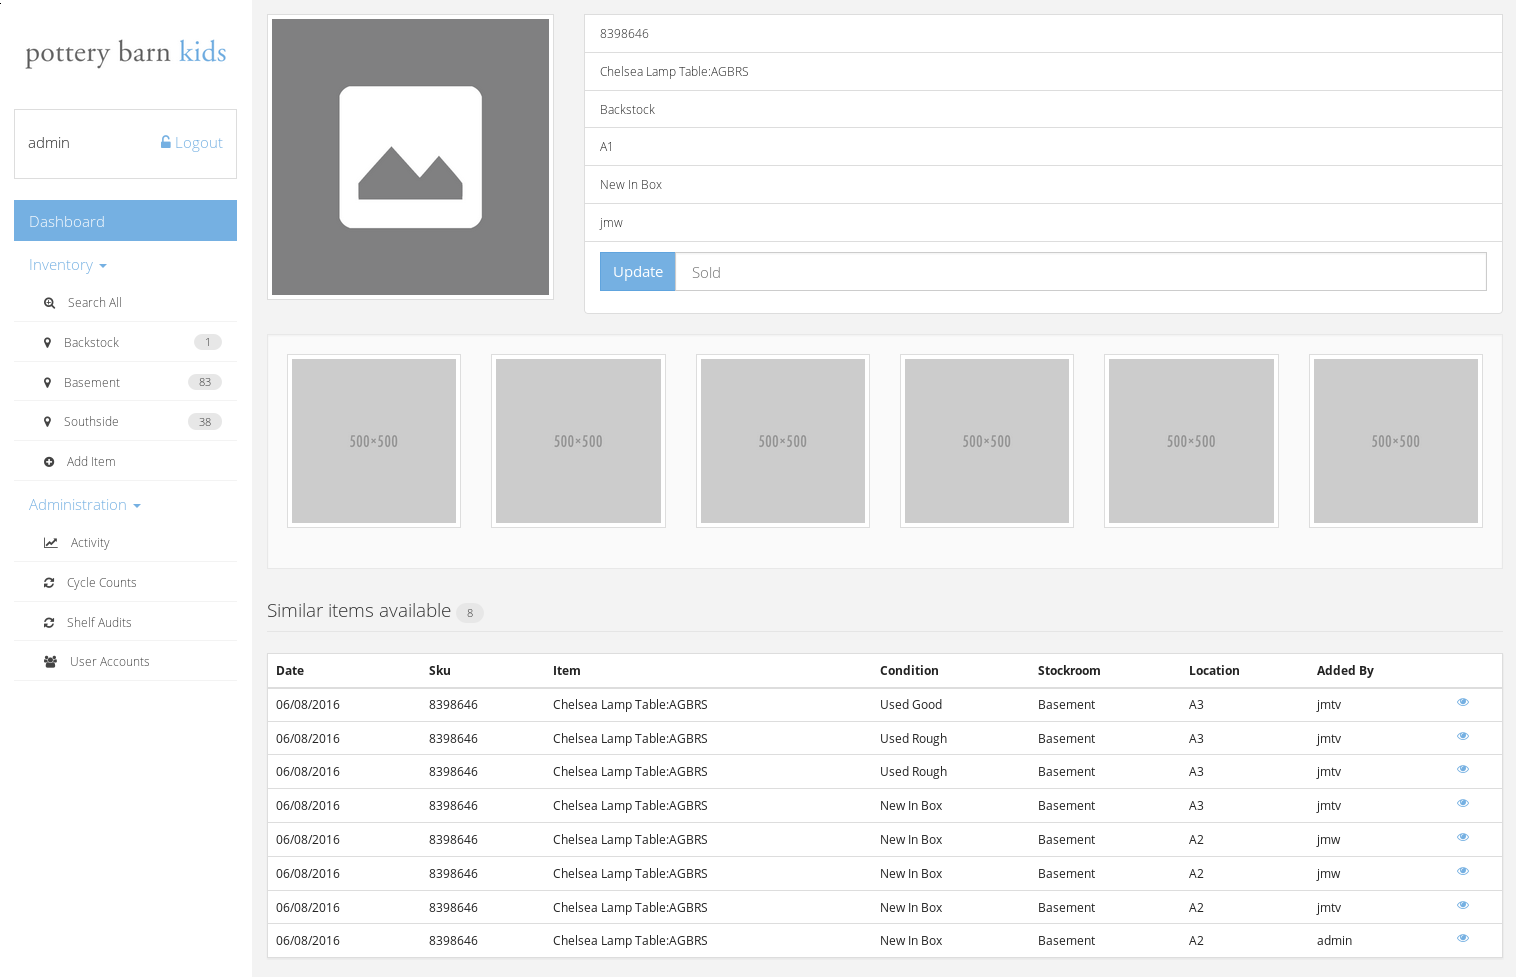 pottery barn kids
admin
Logout
Dashboard
Inventory
Search All
Backstock 1
Basement 83
Southside 38
Add Item
Administration
Activity
Cycle Counts
Shelf Audits
User Accounts
8398646
Chelsea Lamp Table:AGBRS
Backstock
A1
New In Box
jmw
Update Sold
500×500 500×500 500×500 500×500 500×500 500×500
Similar items available 8
Date Sku Item Condition Stockroom Location Added By
06/08/2016 8398646 Chelsea Lamp Table:AGBRS Used Good Basement A3 jmtv
06/08/2016 8398646 Chelsea Lamp Table:AGBRS Used Rough Basement A3 jmtv
06/08/2016 8398646 Chelsea Lamp Table:AGBRS Used Rough Basement A3 jmtv
06/08/2016 8398646 Chelsea Lamp Table:AGBRS New In Box Basement A3 jmtv
06/08/2016 8398646 Chelsea Lamp Table:AGBRS New In Box Basement A2 jmw
06/08/2016 8398646 Chelsea Lamp Table:AGBRS New In Box Basement A2 jmw
06/08/2016 8398646 Chelsea Lamp Table:AGBRS New In Box Basement A2 jmtv
06/08/2016 8398646 Chelsea Lamp Table:AGBRS New In Box Basement A2 admin